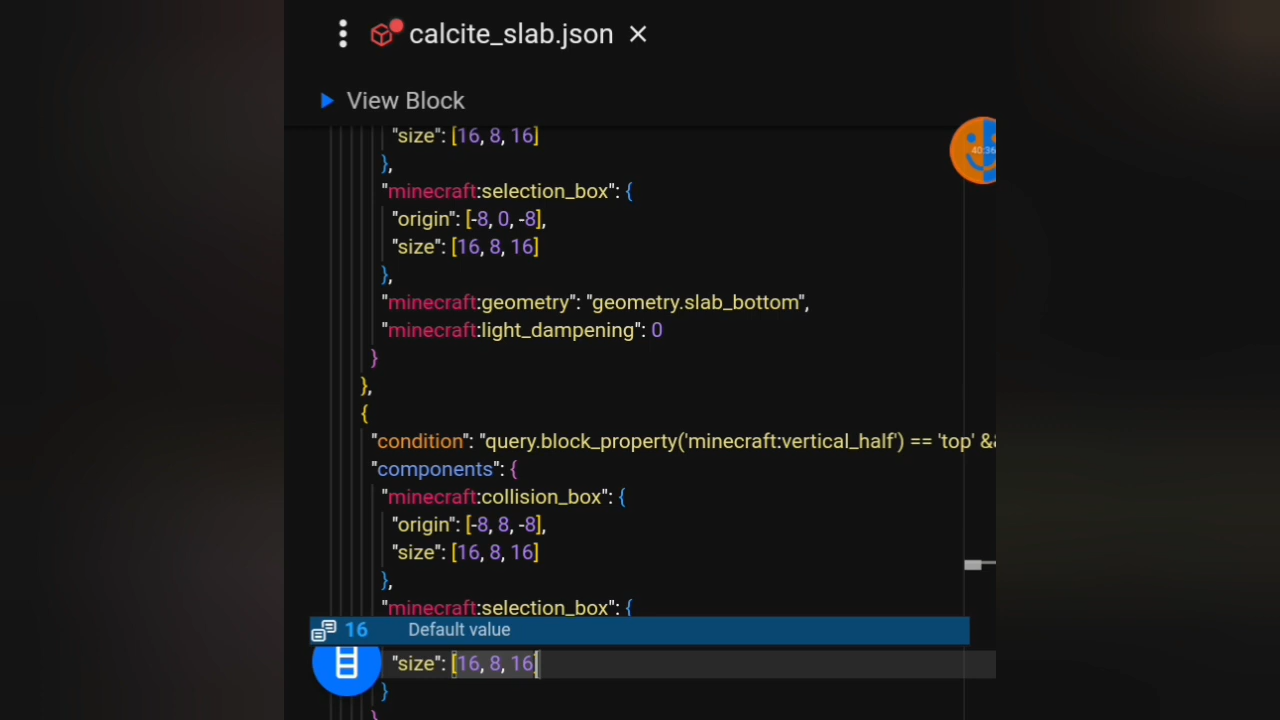 calcite_slab.json ×
View Block
"size": [16, 8, 16]
},
"minecraft:selection_box": {
"origin": [-8, 0, -8],
"size": [16, 8, 16]
},
"minecraft:geometry": "geometry.slab_bottom",
"minecraft:light_dampening": 0
}
},
{
"condition": "query.block_property('minecraft:vertical_half') == 'top' &&
"components": {
"minecraft:collision_box": {
"origin": [-8, 8, -8],
"size": [16, 8, 16]
},
"minecraft:selection_box": {
16 Default value
"size": [16, 8, 16]
}
}